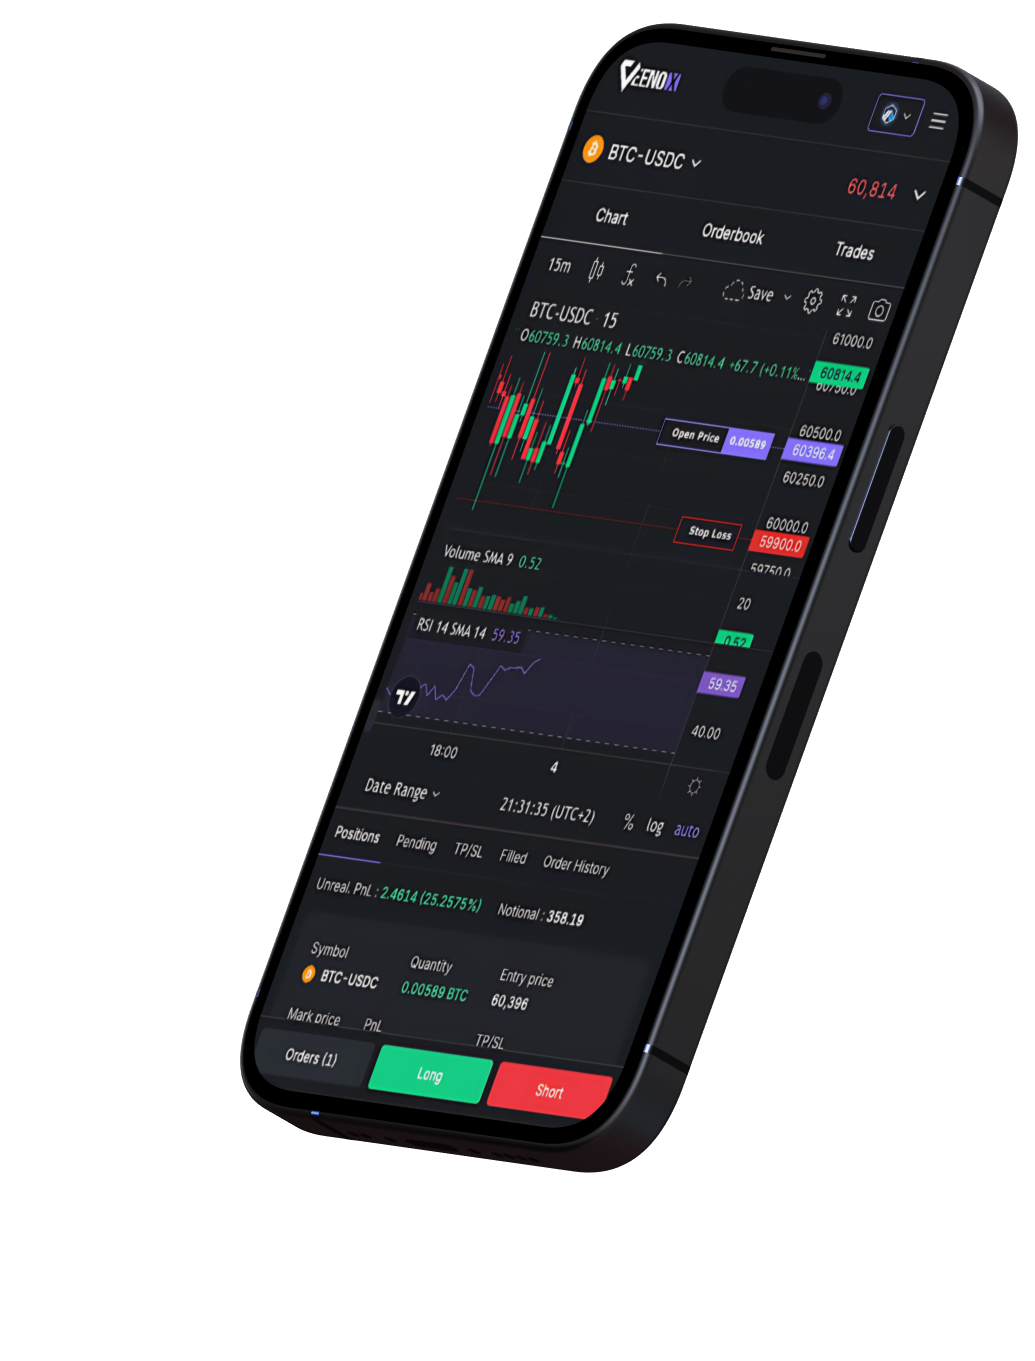 VEENOX
BTC-USDC
60,814
Chart Orderbook Trades
15m Save
BTC-USDC 15
O60759.3 H60814.4 L60759.3 C60814.4 +67.7 (+0.11%...
61000.0
60814.4
60750.0
60500.0
Open Price 0.00589
60396.4
60250.0
60000.0
Stop Loss
59900.0
59750.0
Volume SMA 9 0.52
20
0.52
RSI 14 SMA 14 59.35
59.35
40.00
18:00 4
Date Range 21:31:35 (UTC+2) % log auto
Positions Pending TP/SL Filled Order History
Unreal. PnL : 2.4614 (25.2575%) Notional : 358.19
Symbol Quantity Entry price
BTC-USDC 0.00589 BTC 60,396
Mark price PnL TP/SL
Orders (1) Long Short